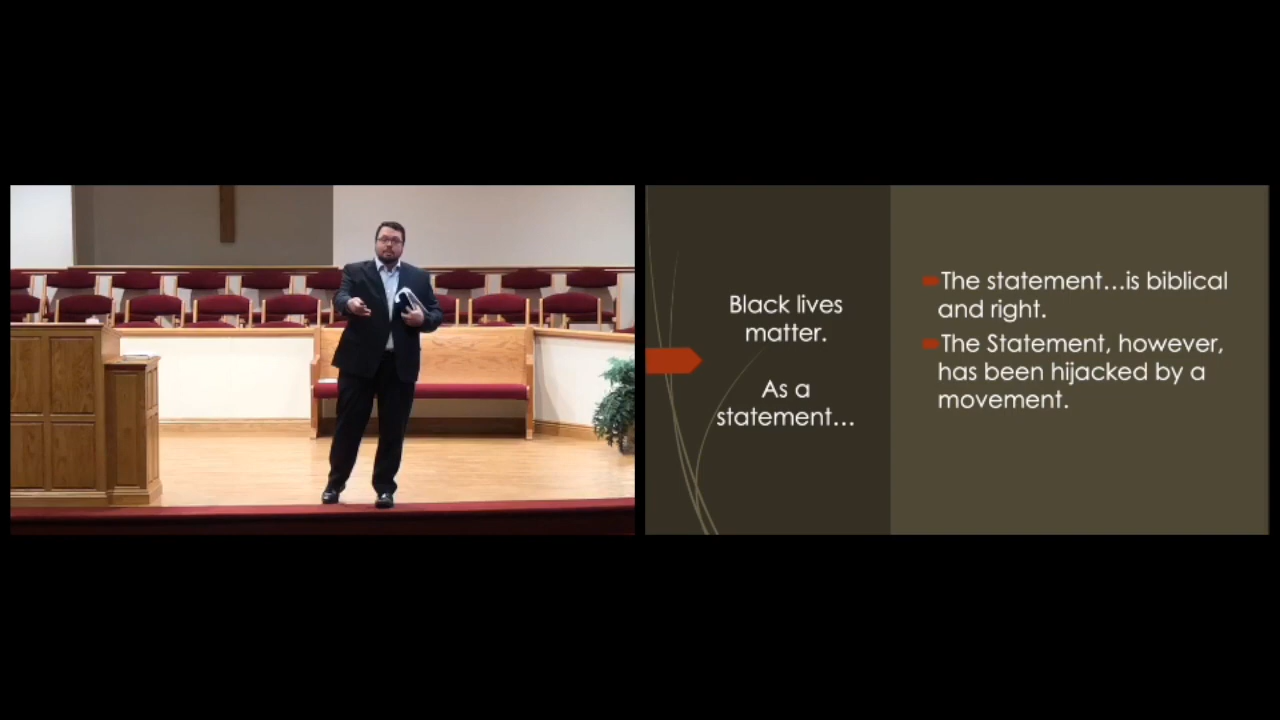 Black lives
matter.
As a
statement...
The statement...is biblical
and right.
The Statement, however,
has been hijacked by a
movement.